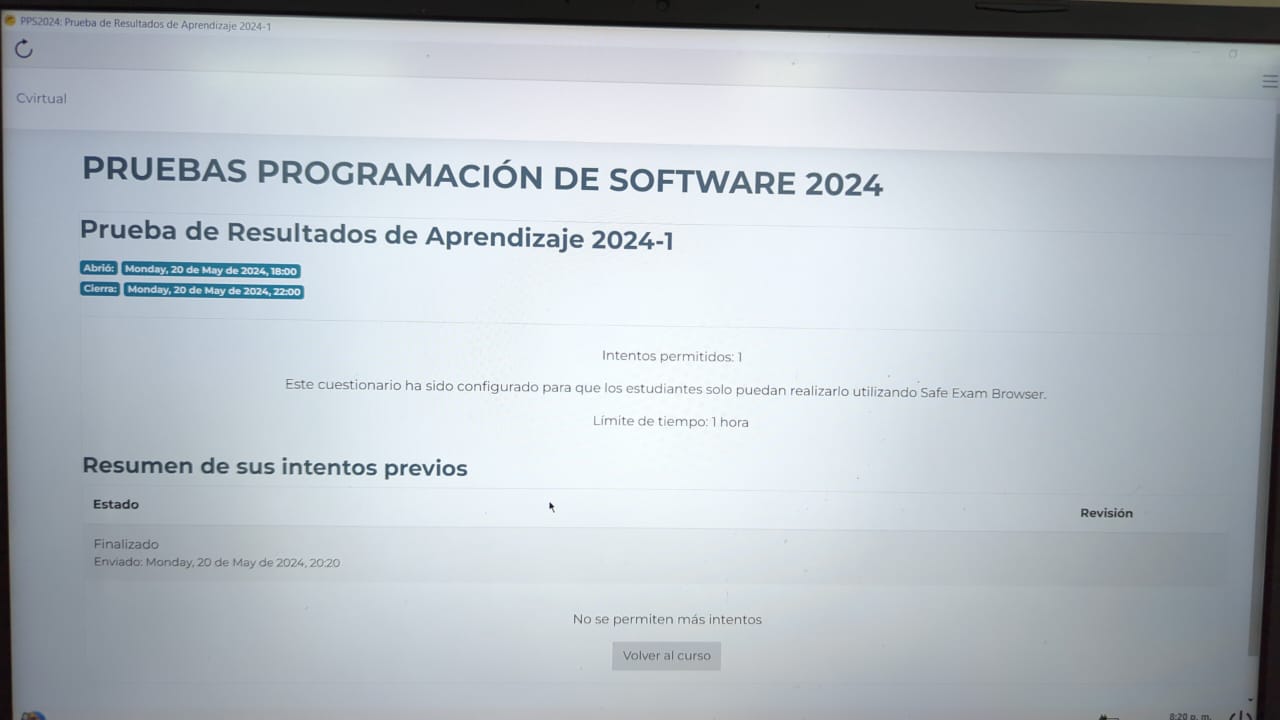 PPS2024: Prueba de Resultados de Aprendizaje 2024-1
Cvirtual
PRUEBAS PROGRAMACIÓN DE SOFTWARE 2024
Prueba de Resultados de Aprendizaje 2024-1
Abrió: Monday, 20 de May de 2024, 18:00
Cierra: Monday, 20 de May de 2024, 22:00
Intentos permitidos: 1
Este cuestionario ha sido configurado para que los estudiantes solo puedan realizarlo utilizando Safe Exam Browser.
Límite de tiempo: 1 hora
Resumen de sus intentos previos
Estado Revisión
Finalizado
Enviado: Monday, 20 de May de 2024, 20:20
No se permiten más intentos
Volver al curso
8:20 p. m.